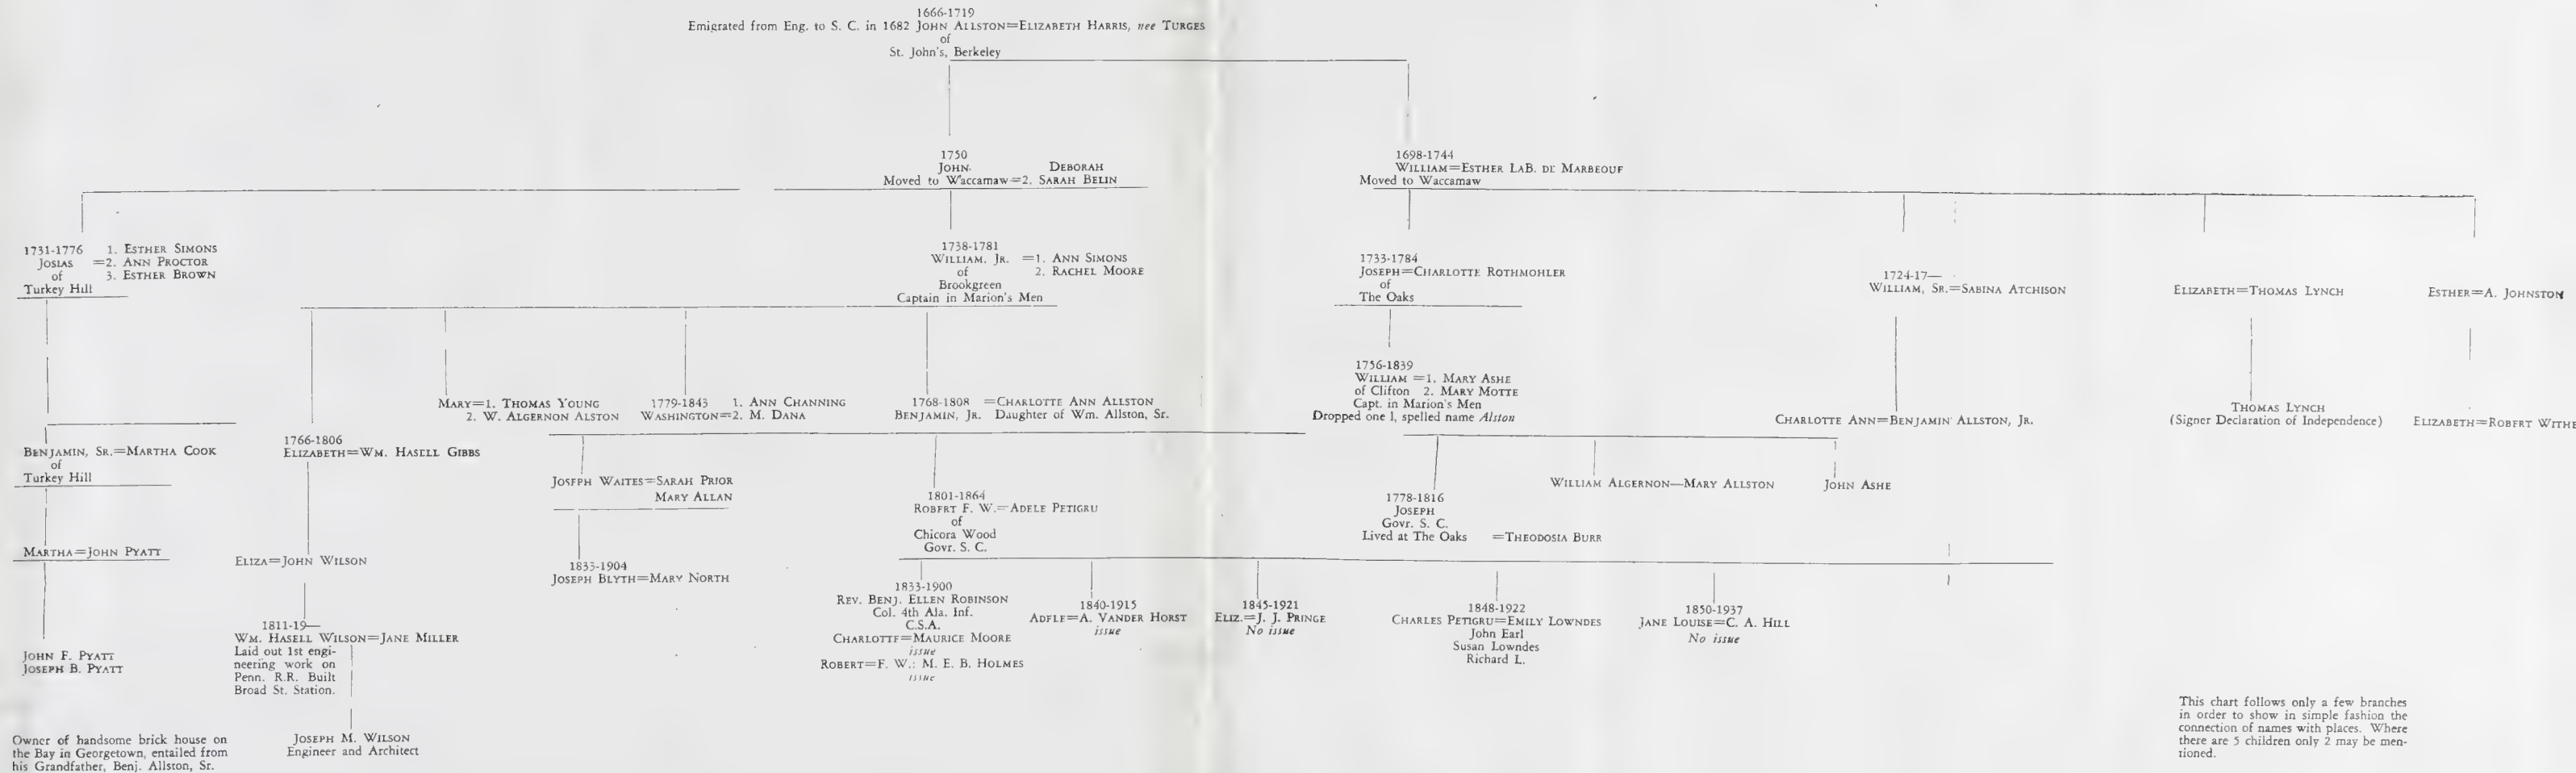 1666-1719
Emigrated from Eng. to S. C. in 1682 JOHN ALLSTON=ELIZABETH HARRIS, nee TURGES
of
St. John's, Berkeley
1750
JOHN DEBORAH
Moved to Waccamaw=2. SARAH BELIN
1698-1744
WILLIAM=ESTHER LAB. DE MARBEOUF
Moved to Waccamaw
1731-1776 1. ESTHER SIMONS
JOSIAS =2. ANN PROCTOR
of 3. ESTHER BROWN
Turkey Hill
1738-1781
WILLIAM, JR. =1. ANN SIMONS
of 2. RACHEL MOORE
Brookgreen
Captain in Marion's Men
1733-1784
JOSEPH=CHARLOTTE ROTHMOHLER
of
The Oaks
1724-17—
WILLIAM, SR.=SABINA ATCHISON
ELIZABETH=THOMAS LYNCH
ESTHER=A. JOHNSTON
MARY=1. THOMAS YOUNG
2. W. ALGERNON ALSTON
1779-1843 1. ANN CHANNING
WASHINGTON=2. M. DANA
1768-1808 =CHARLOTTE ANN ALLSTON
BENJAMIN, JR. Daughter of Wm. Allston, Sr.
1756-1839
WILLIAM =1. MARY ASHE
of Clifton 2. MARY MOTTE
Capt. in Marion's Men
Dropped one l, spelled name Alston
CHARLOTTE ANN=BENJAMIN ALLSTON, JR.
THOMAS LYNCH
(Signer Declaration of Independence)
ELIZABETH=ROBERT WITHE
BENJAMIN, SR.=MARTHA COOK
of
Turkey Hill
1766-1806
ELIZABETH=WM. HASELL GIBBS
JOSEPH WAITES=SARAH PRIOR
MARY ALLAN
1801-1864
ROBERT F. W.=ADELE PETIGRU
of
Chicora Wood
Govr. S. C.
1778-1816
JOSEPH
Govr. S. C.
Lived at The Oaks =THEODOSIA BURR
WILLIAM ALGERNON—MARY ALLSTON
JOHN ASHE
MARTHA=JOHN PYATT
ELIZA=JOHN WILSON
1833-1904
JOSEPH BLYTH=MARY NORTH
1833-1900
REV. BENJ. ELLEN ROBINSON
Col. 4th Ala. Inf.
C.S.A.
CHARLOTTE=MAURICE MOORE
issue
ROBERT=F. W.: M. E. B. HOLMES
issue
1840-1915
ADELE=A. VANDER HORST
issue
1845-1921
ELIZ.=J. J. PRINGE
No issue
1848-1922
CHARLES PETIGRU=EMILY LOWNDES
John Earl
Susan Lowndes
Richard L.
1850-1937
JANE LOUISE=C. A. HILL
No issue
JOHN F. PYATT
JOSEPH B. PYATT
1811-19—
WM. HASELL WILSON=JANE MILLER
Laid out 1st engi-
neering work on
Penn. R.R. Built
Broad St. Station.
Owner of handsome brick house on
the Bay in Georgetown, entailed from
his Grandfather, Benj. Allston, Sr.
JOSEPH M. WILSON
Engineer and Architect
This chart follows only a few branches
in order to show in simple fashion the
connection of names with places. Where
there are 5 children only 2 may be men-
tioned.